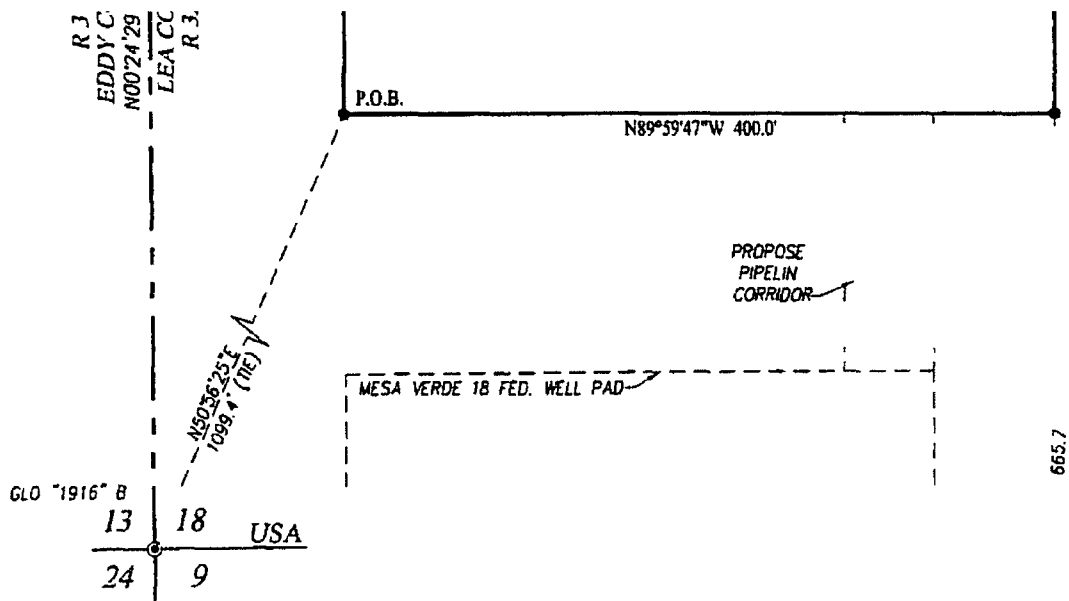 R 3
EDDY C
N00°24'29
LEA CC
R 3
P.O.B.
N89°59'47"W 400.0'
PROPOSE
PIPELIN
CORRIDOR
N50°56'25"E
1099.4' (TIE)
MESA VERDE 18 FED. WELL PAD
665.7
GLO "1916" B
13 18
USA
24 9